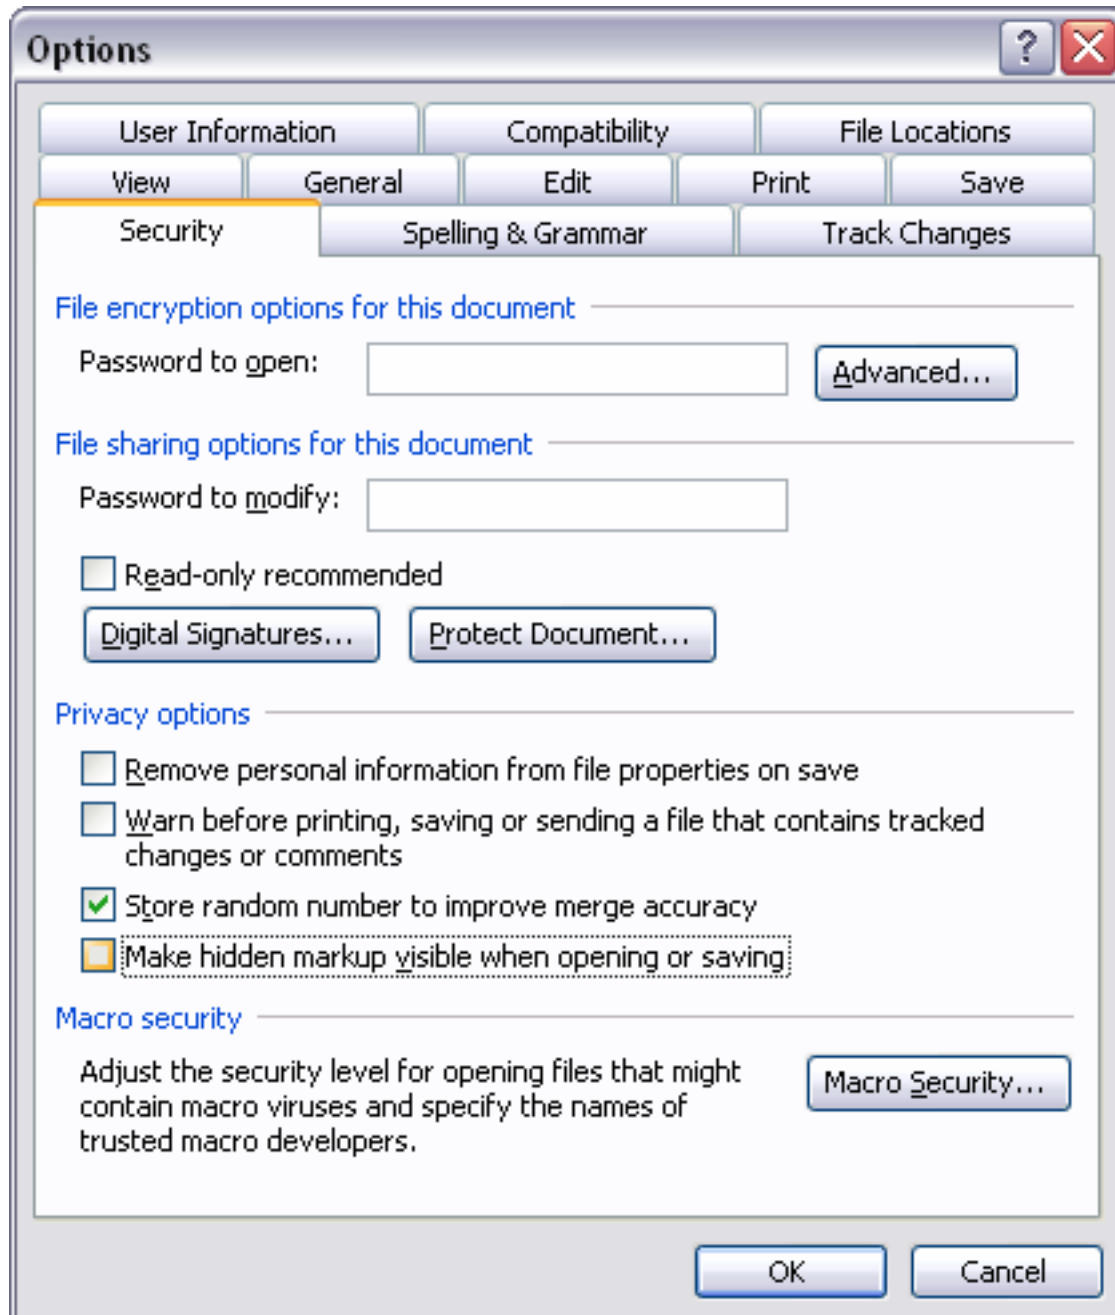 Options
User Information Compatibility File Locations
View General Edit Print Save
Security Spelling & Grammar Track Changes
File encryption options for this document
Password to open: Advanced...
File sharing options for this document
Password to modify:
Read-only recommended
Digital Signatures... Protect Document...
Privacy options
Remove personal information from file properties on save
Warn before printing, saving or sending a file that contains tracked
changes or comments
Store random number to improve merge accuracy
Make hidden markup visible when opening or saving
Macro security
Adjust the security level for opening files that might
contain macro viruses and specify the names of
trusted macro developers.
Macro Security...
OK Cancel